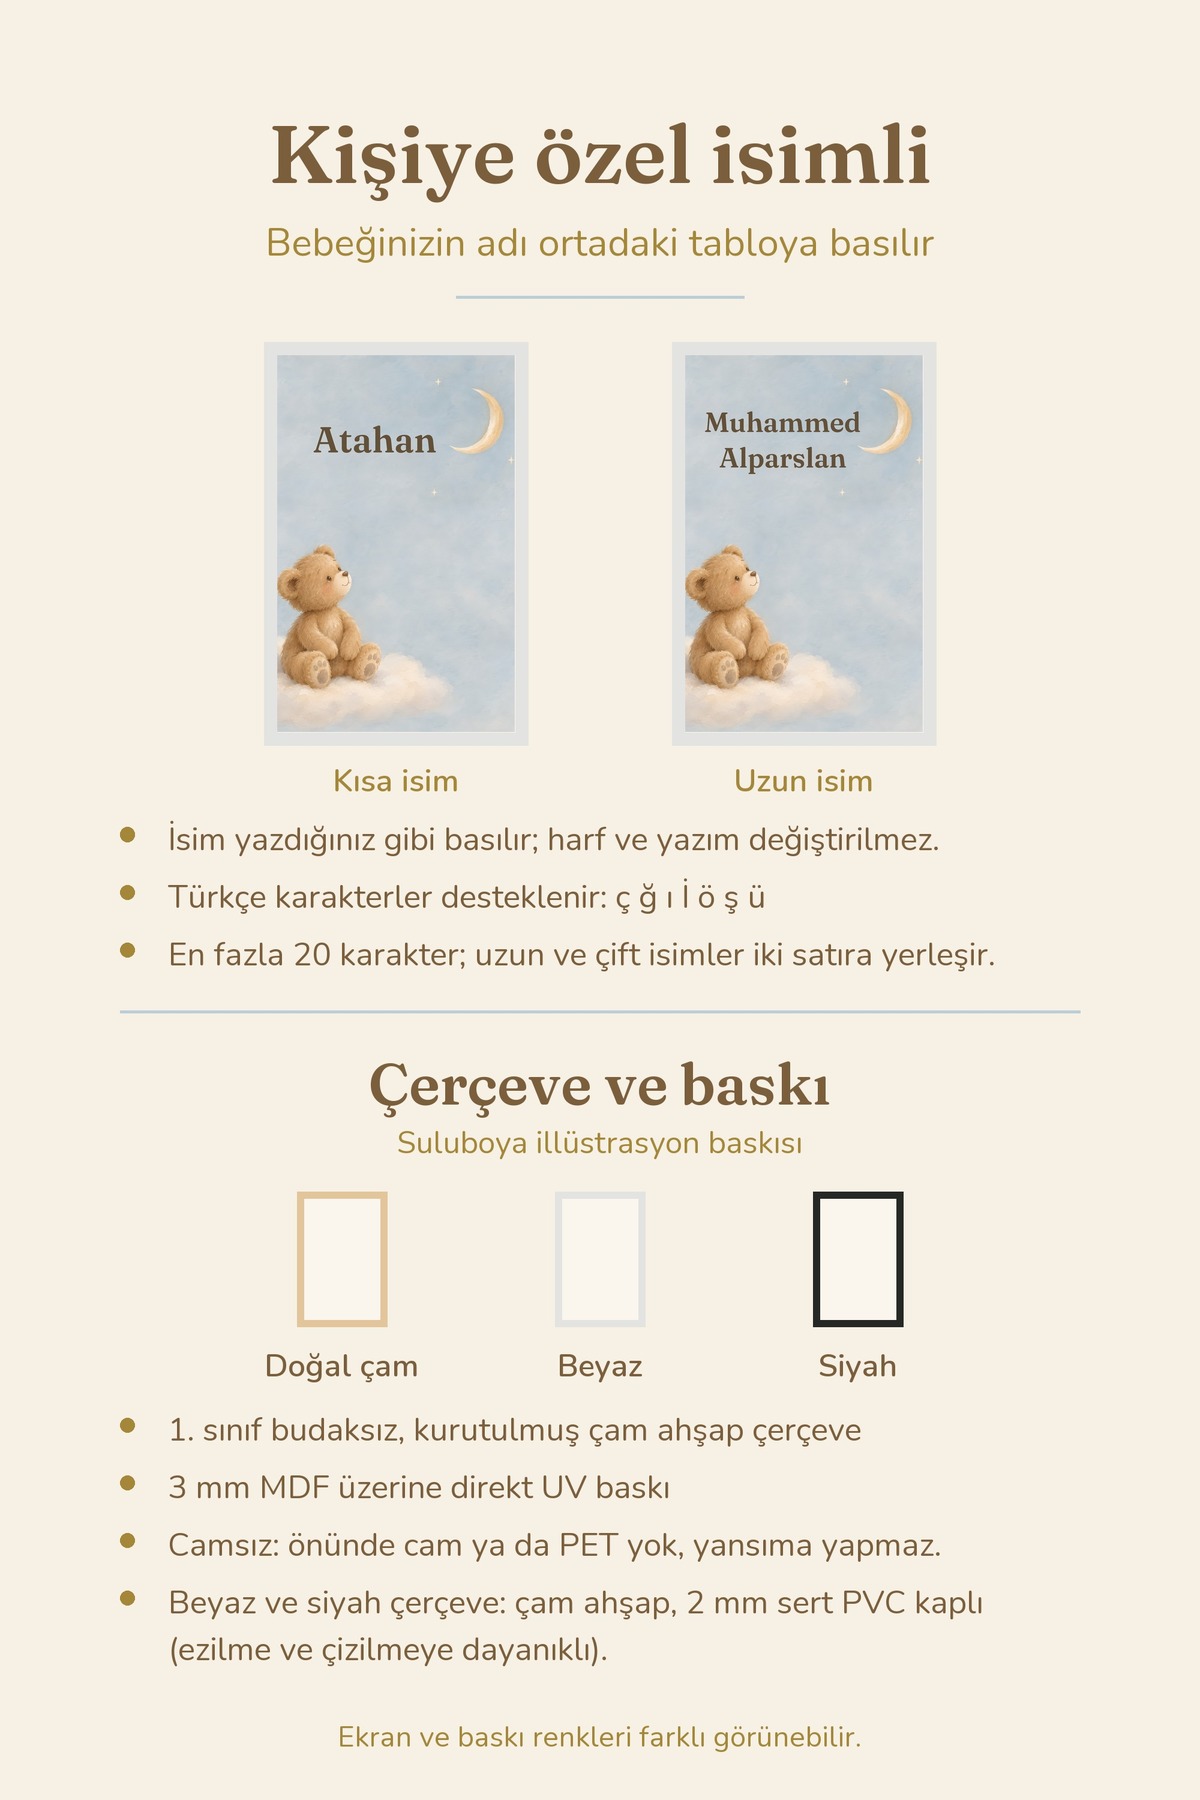 Kişiye özel isimli
Bebeğinizin adı ortadaki tabloya basılır
Atahan
Muhammed
Alparslan
Kısa isim
Uzun isim
İsim yazdığınız gibi basılır; harf ve yazım değiştirilmez.
Türkçe karakterler desteklenir: ç ğ ı İ ö ş ü
En fazla 20 karakter; uzun ve çift isimler iki satıra yerleşir.
Çerçeve ve baskı
Suluboya illüstrasyon baskısı
Doğal çam
Beyaz
Siyah
1. sınıf budaksız, kurutulmuş çam ahşap çerçeve
3 mm MDF üzerine direkt UV baskı
Camsız: önünde cam ya da PET yok, yansıma yapmaz.
Beyaz ve siyah çerçeve: çam ahşap, 2 mm sert PVC kaplı
(ezilme ve çizilmeye dayanıklı).
Ekran ve baskı renkleri farklı görünebilir.